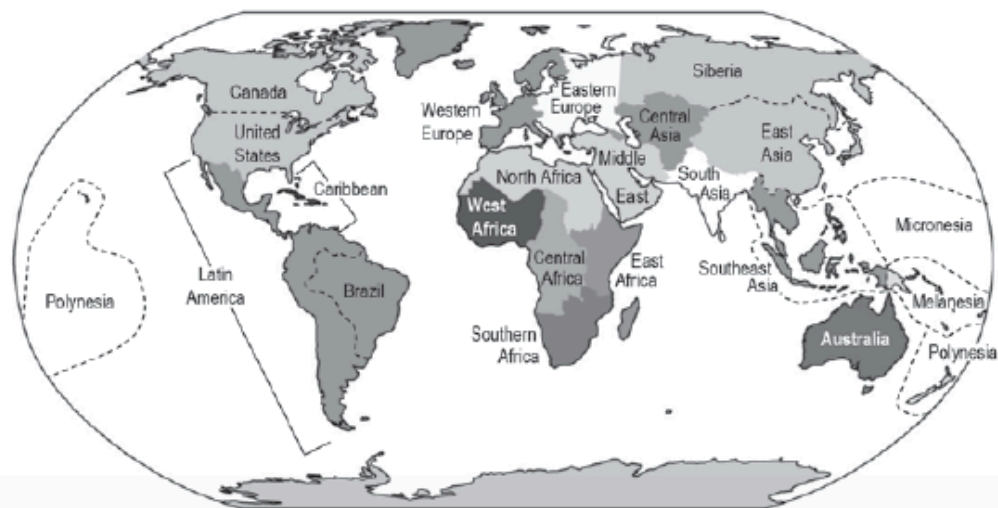 Canada
United
States
Caribbean
Latin
America
Brazil
Polynesia
Western
Europe
Eastern
Europe
Siberia
Central
Asia
East
Asia
Middle
East
South
Asia
North Africa
West
Africa
Central
Africa
East
Africa
Southern
Africa
Southeast
Asia
Micronesia
Melanesia
Australia
Polynesia